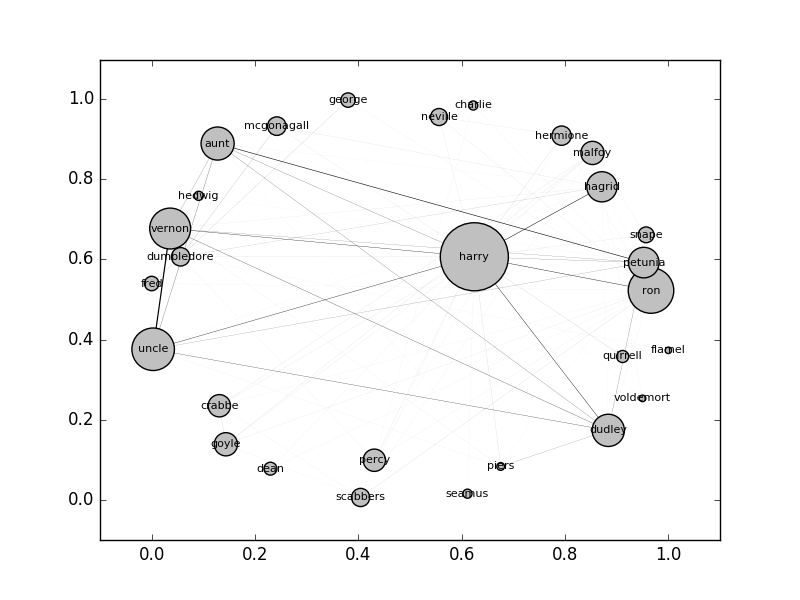 george
charlie
neville
mcgonagall
hermione
aunt
malfoy
hagrid
hedwig
vernon
snape
dumbledore
harry
petunia
fred
ron
uncle
flamel
quirrell
voldemort
crabbe
dudley
goyle
percy
piers
dean
seamus
scabbers
1.0
0.8
0.6
0.4
0.2
0.0
0.0 0.2 0.4 0.6 0.8 1.0